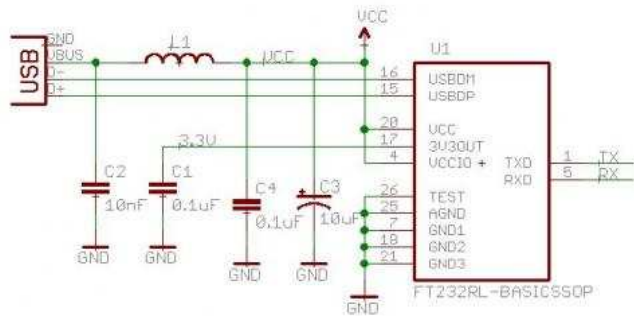 VCC
GND
VBUS
D-
D+
USB
L1
VCC
U1
16 USBDM
15 USBDP
20 VCC
3.3V
17 3V3OUT
4 VCCIO +
TXD 1 TX
RXD 5 RX
C2
10nF
C1
0.1uF
C4
0.1uF
C3
10uF
26 TEST
25 AGND
7 GND1
18 GND2
21 GND3
GND
GND
GND
GND
GND
FT232RL-BASICSSOP